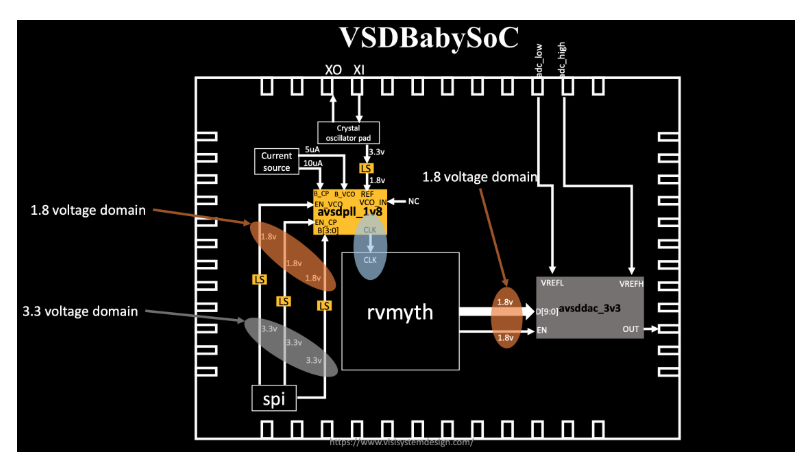 VSDBabySoC
adc_low
adc_high
XO
XI
Crystal
oscillator pad
5uA
10uA
Current
source
3.3v
LS
1.8v
1.8 voltage domain
B_CP
B_VCO
REF
EN_VCO
VCO_IN
NC
avsdpll_1v8
EN_CP
B[3:0]
CLK
CLK
1.8 voltage domain
1.8v
1.8v
1.8v
LS
LS
LS
3.3 voltage domain
3.3v
3.3v
3.3v
spi
rvmyth
1.8v
1.8v
VREFL
VREFH
avsddac_3v3
D[9:0]
EN
OUT
https://www.vlsisystemdesign.com/